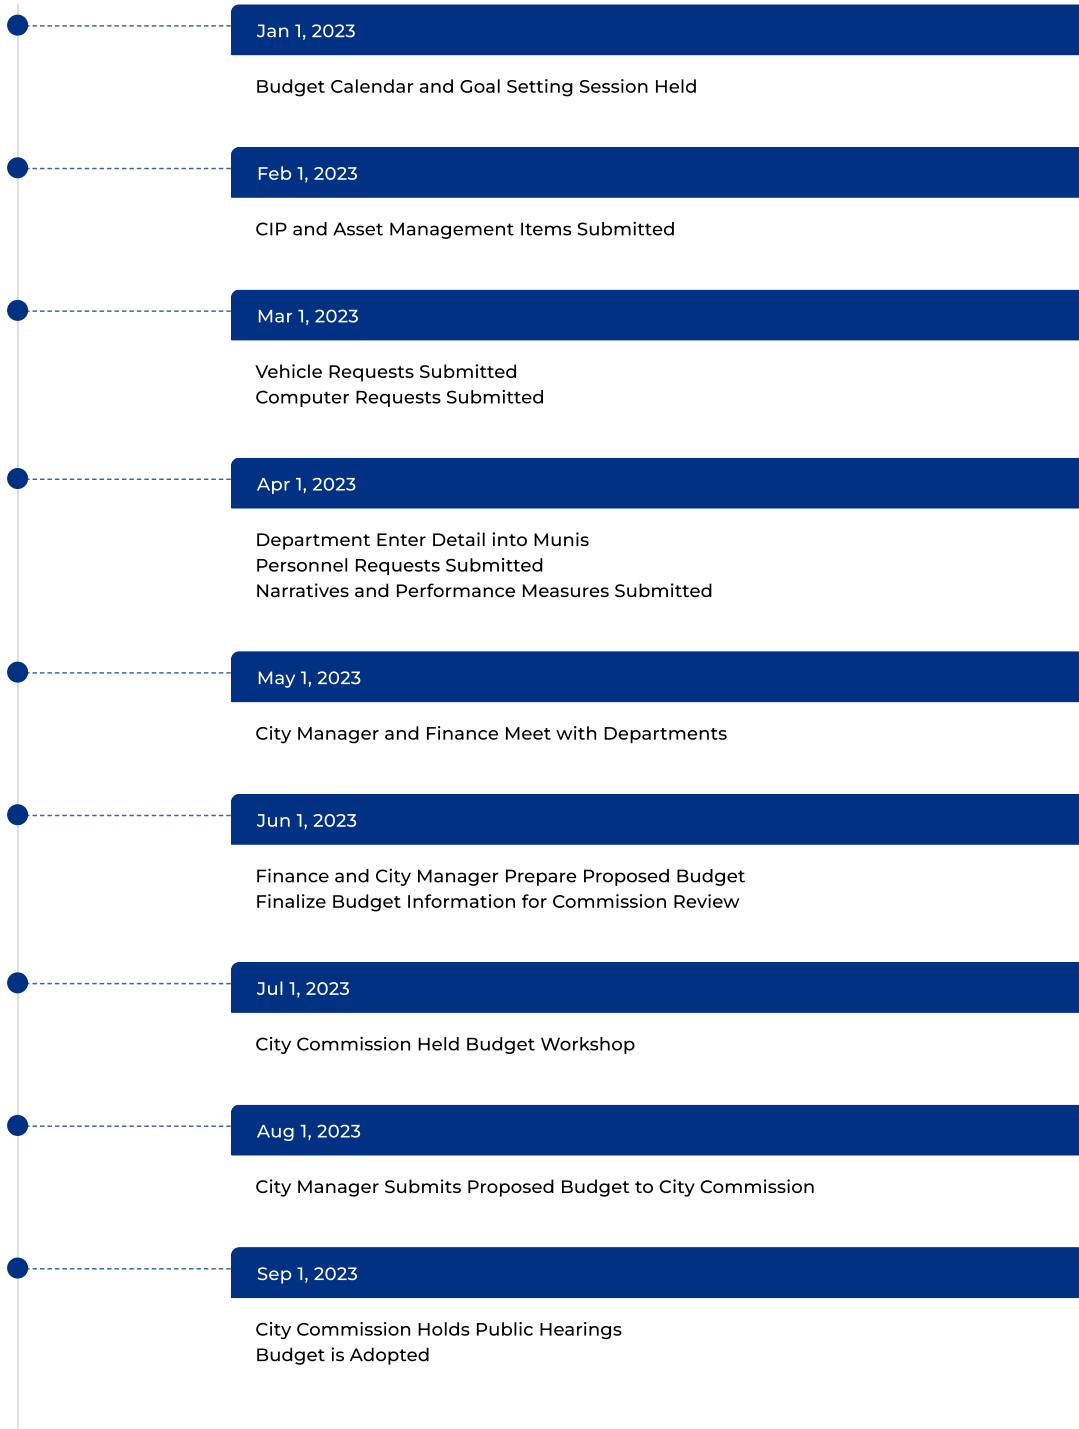 Jan 1, 2023
Budget Calendar and Goal Setting Session Held
Feb 1, 2023
CIP and Asset Management Items Submitted
Mar 1, 2023
Vehicle Requests Submitted
Computer Requests Submitted
Apr 1, 2023
Department Enter Detail into Munis
Personnel Requests Submitted
Narratives and Performance Measures Submitted
May 1, 2023
City Manager and Finance Meet with Departments
Jun 1, 2023
Finance and City Manager Prepare Proposed Budget
Finalize Budget Information for Commission Review
Jul 1, 2023
City Commission Held Budget Workshop
Aug 1, 2023
City Manager Submits Proposed Budget to City Commission
Sep 1, 2023
City Commission Holds Public Hearings
Budget is Adopted